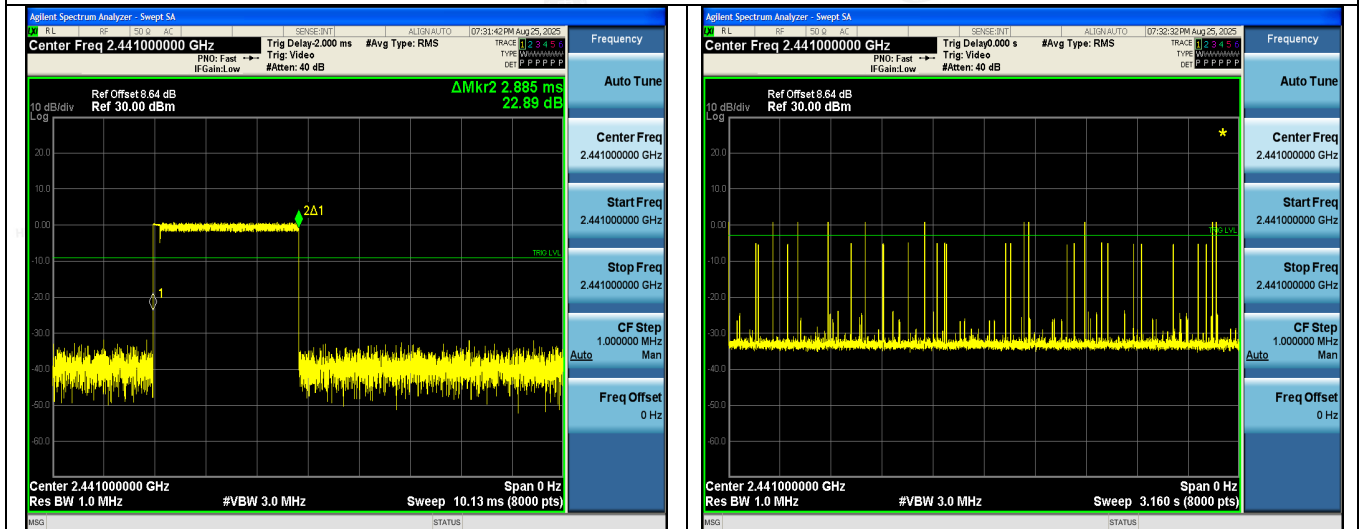 Agilent Spectrum Analyzer - Swept SA
LXI RL RF 50 Ω AC SENSE:INT ALIGN AUTO 07:31:42 PM Aug 25, 2025
Center Freq 2.441000000 GHz
Trig Delay-2.000 ms #Avg Type: RMS
TRACE 1 2 3 4 5 6
PNO: Fast Trig: Video
TYPE
IFGain:Low #Atten: 40 dB
DET P P P P P P
ΔMkr2 2.885 ms
22.89 dB
Ref Offset 8.64 dB
10 dB/div Ref 30.00 dBm
Log
20.0
10.0
0.00
2Δ1
TRIG LVL
-10.0
-20.0
1
-30.0
-40.0
-50.0
-60.0
Center 2.441000000 GHz Span 0 Hz
Res BW 1.0 MHz #VBW 3.0 MHz Sweep 10.13 ms (8000 pts)
MSG STATUS
Frequency
Auto Tune
Center Freq
2.441000000 GHz
Start Freq
2.441000000 GHz
Stop Freq
2.441000000 GHz
CF Step
1.000000 MHz
Auto Man
Freq Offset
0 Hz
Agilent Spectrum Analyzer - Swept SA
LXI RL RF 50 Ω AC SENSE:INT ALIGN AUTO 07:32:32 PM Aug 25, 2025
Center Freq 2.441000000 GHz
Trig Delay0.000 s #Avg Type: RMS
TRACE 1 2 3 4 5 6
PNO: Fast Trig: Video
TYPE
IFGain:Low #Atten: 40 dB
DET P P P P P P
Ref Offset 8.64 dB
10 dB/div Ref 30.00 dBm
Log
*
20.0
10.0
0.00
TRIG LVL
-10.0
-20.0
-30.0
-40.0
-50.0
-60.0
Center 2.441000000 GHz Span 0 Hz
Res BW 1.0 MHz #VBW 3.0 MHz Sweep 3.160 s (8000 pts)
MSG STATUS
Frequency
Auto Tune
Center Freq
2.441000000 GHz
Start Freq
2.441000000 GHz
Stop Freq
2.441000000 GHz
CF Step
1.000000 MHz
Auto Man
Freq Offset
0 Hz